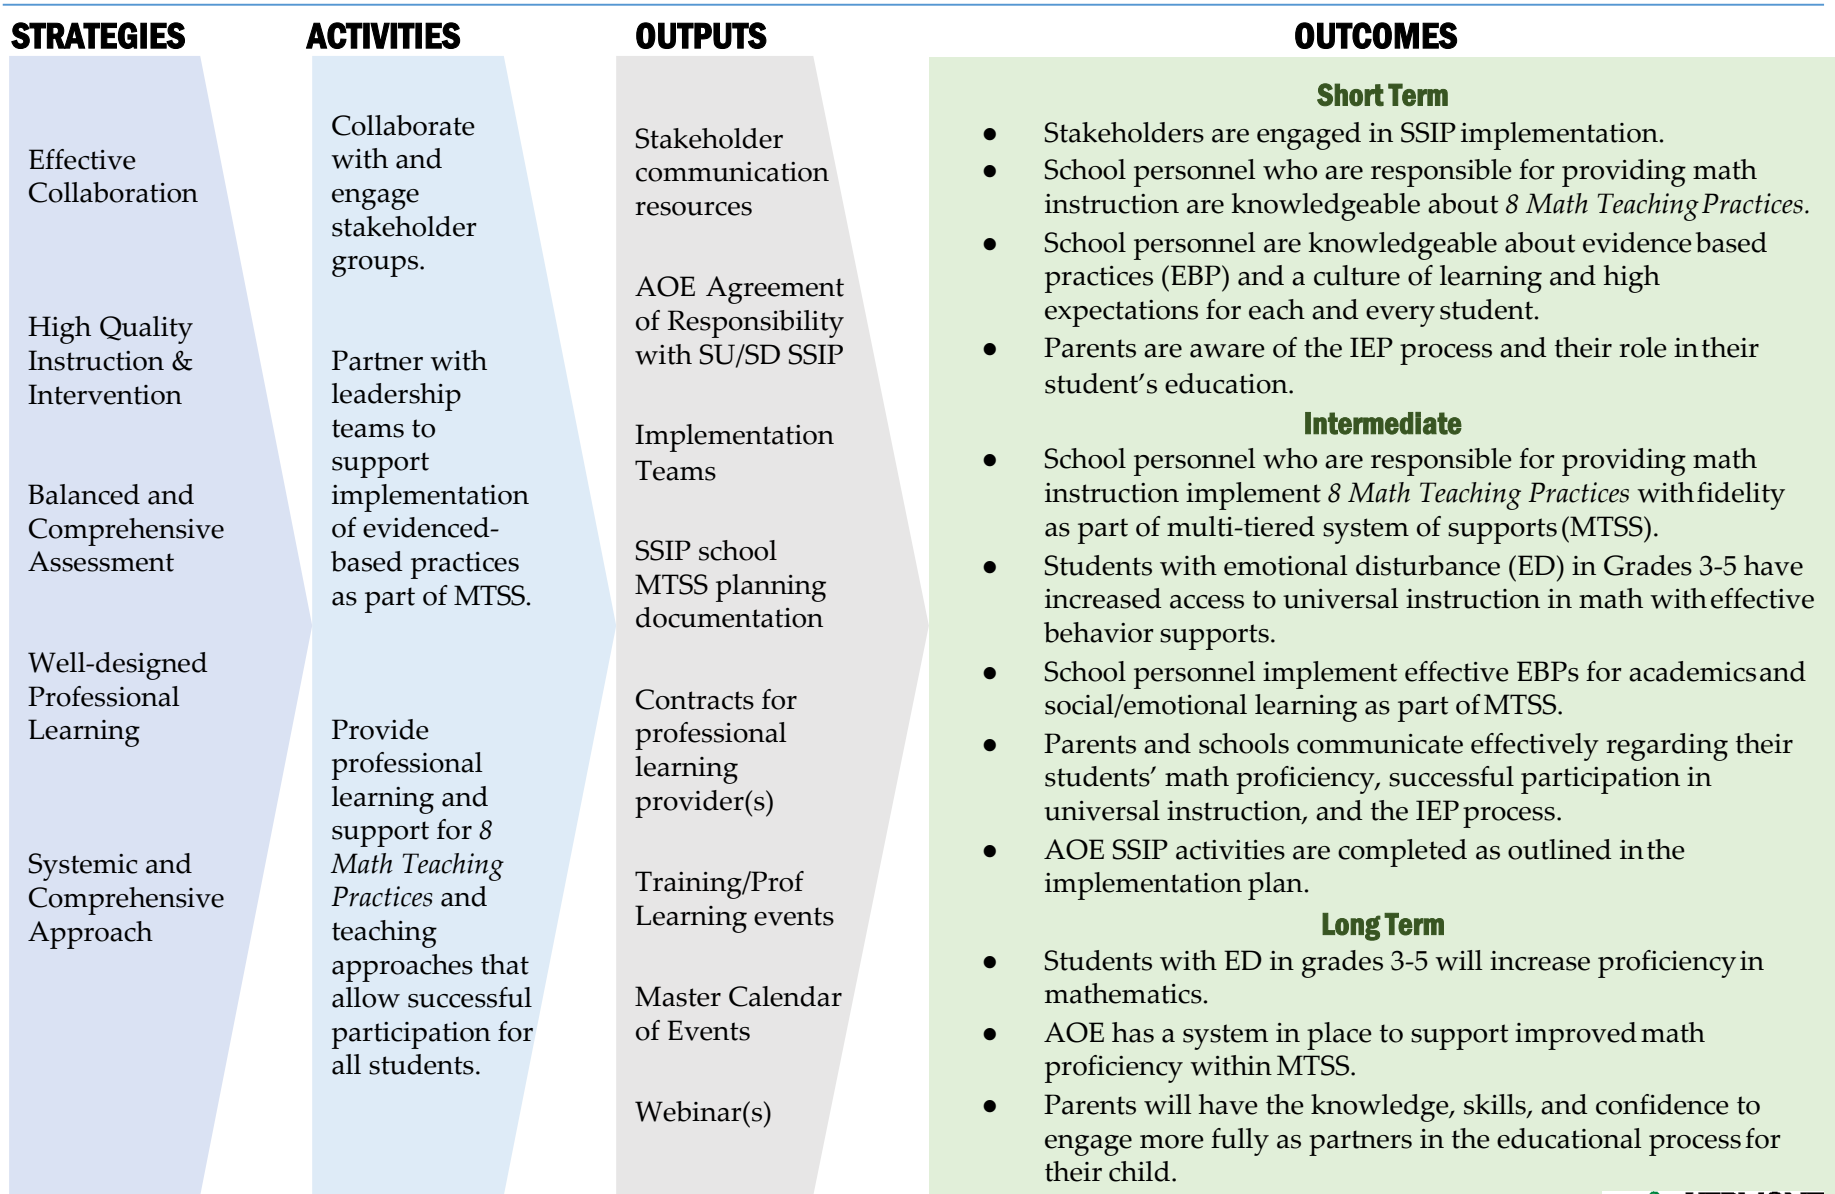 STRATEGIES
Effective
Collaboration
High Quality
Instruction &
Intervention
Balanced and
Comprehensive
Assessment
Well-designed
Professional
Learning
Systemic and
Comprehensive
Approach
ACTIVITIES
Collaborate
with and
engage
stakeholder
groups.
Partner with
leadership
teams to
support
implementation
of evidenced-
based practices
as part of MTSS.
Provide
professional
learning and
support for 8
Math Teaching
Practices and
teaching
approaches that
allow successful
participation for
all students.
OUTPUTS
Stakeholder
communication
resources
AOE Agreement
of Responsibility
with SU/SD SSIP
Implementation
Teams
SSIP school
MTSS planning
documentation
Contracts for
professional
learning
provider(s)
Training/Prof
Learning events
Master Calendar
of Events
Webinar(s)
OUTCOMES
Short Term
● Stakeholders are engaged in SSIP implementation.
● School personnel who are responsible for providing math
instruction are knowledgeable about 8 Math Teaching Practices.
● School personnel are knowledgeable about evidence based
practices (EBP) and a culture of learning and high
expectations for each and every student.
● Parents are aware of the IEP process and their role in their
student’s education.
Intermediate
● School personnel who are responsible for providing math
instruction implement 8 Math Teaching Practices with fidelity
as part of multi-tiered system of supports (MTSS).
● Students with emotional disturbance (ED) in Grades 3-5 have
increased access to universal instruction in math with effective
behavior supports.
● School personnel implement effective EBPs for academics and
social/emotional learning as part of MTSS.
● Parents and schools communicate effectively regarding their
students’ math proficiency, successful participation in
universal instruction, and the IEP process.
● AOE SSIP activities are completed as outlined in the
implementation plan.
Long Term
● Students with ED in grades 3-5 will increase proficiency in
mathematics.
● AOE has a system in place to support improved math
proficiency within MTSS.
● Parents will have the knowledge, skills, and confidence to
engage more fully as partners in the educational process for
their child.